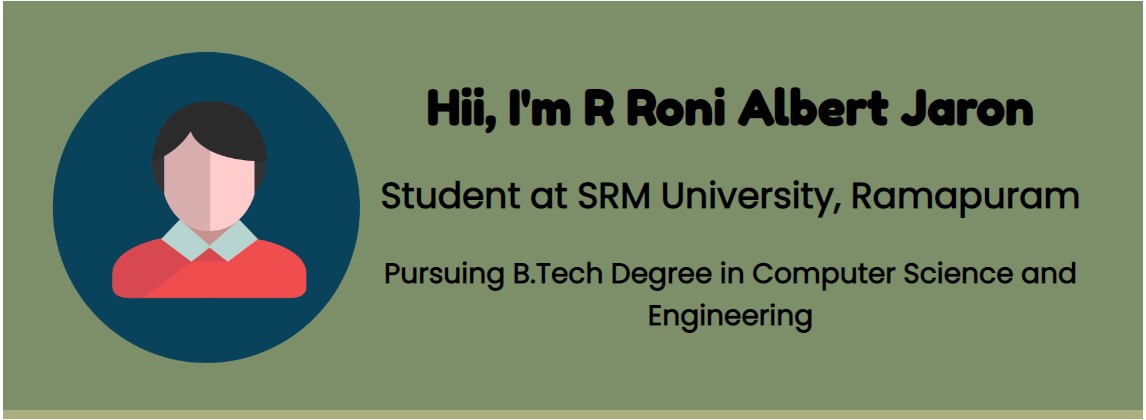 Hii, I'm R Roni Albert Jaron
Student at SRM University, Ramapuram
Pursuing B.Tech Degree in Computer Science and
Engineering